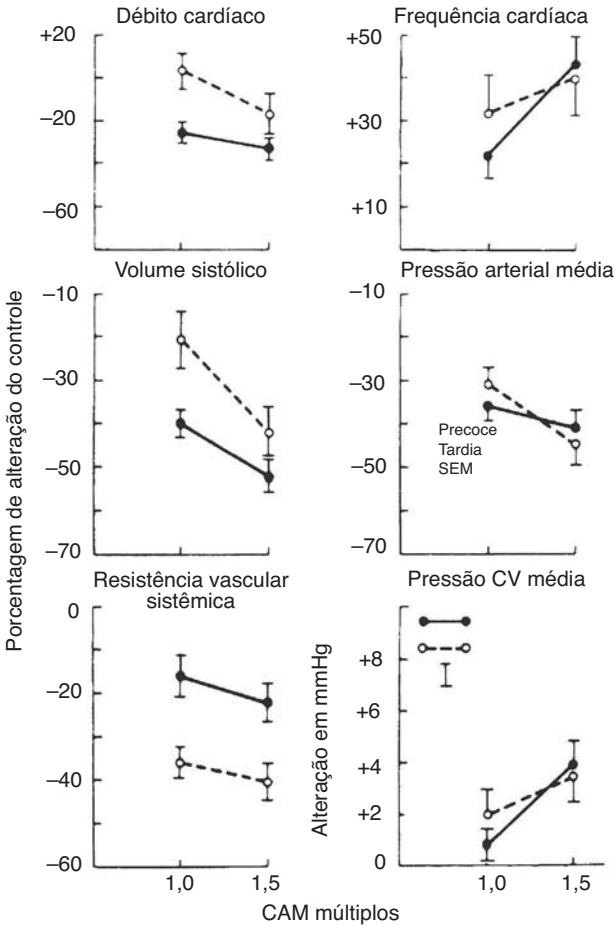 Débito cardíaco
+20
−20
−60
Frequência cardíaca
+50
+30
+10
Porcentagem de alteração do controle
Volume sistólico
−10
−30
−50
−70
Pressão arterial média
−10
−30
−50
−70
Precoce
Tardia
SEM
Resistência vascular
sistêmica
0
−20
−40
−60
1,0
1,5
Pressão CV média
Alteração em mmHg
+8
+6
+4
+2
0
1,0
1,5
CAM múltiplos